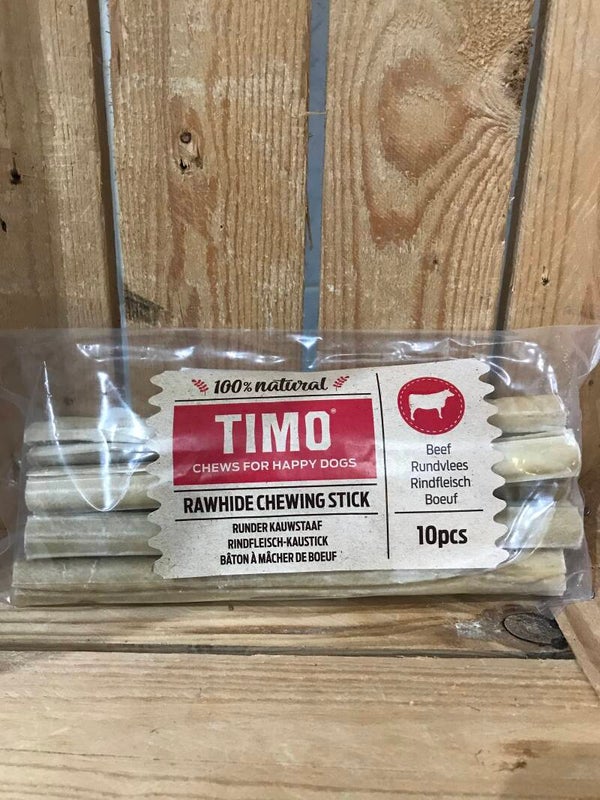 100% natural
TIMO®
CHEWS FOR HAPPY DOGS
RAWHIDE CHEWING STICK
RUNDER KAUWSTAAF
RINDFLEISCH-KAUSTICK
BÂTON À MÂCHER DE BOEUF
Beef
Rundvlees
Rindfleisch
Boeuf
10pcs